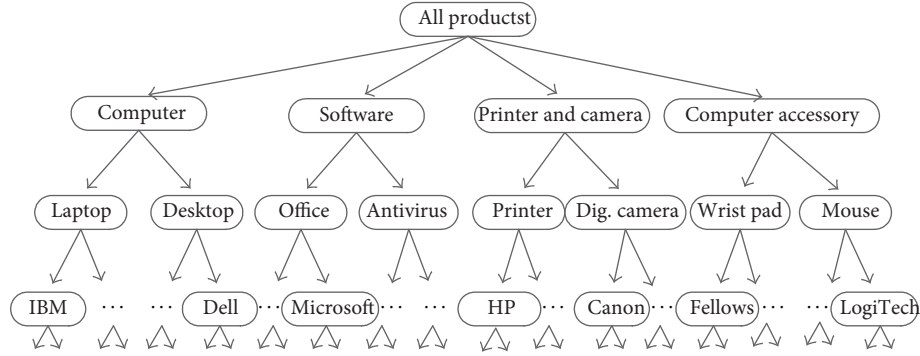 All productst
Computer
Software
Printer and camera
Computer accessory
Laptop
Desktop
Office
Antivirus
Printer
Dig. camera
Wrist pad
Mouse
IBM
...
...
Dell
...
Microsoft
...
...
HP
...
Canon
...
Fellows
...
...
LogiTech